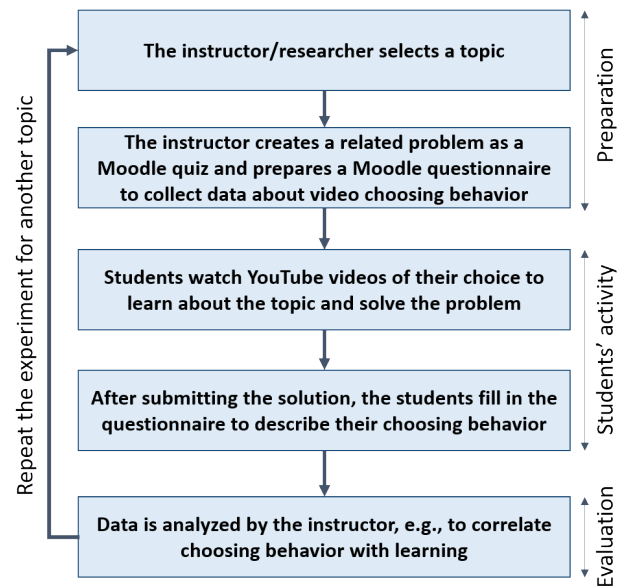 The instructor/researcher selects a topic
The instructor creates a related problem as a
Moodle quiz and prepares a Moodle questionnaire
to collect data about video choosing behavior
Preparation
Students watch YouTube videos of their choice to
learn about the topic and solve the problem
After submitting the solution, the students fill in the
questionnaire to describe their choosing behavior
Students’ activity
Data is analyzed by the instructor, e.g., to correlate
choosing behavior with learning
Evaluation
Repeat the experiment for another topic